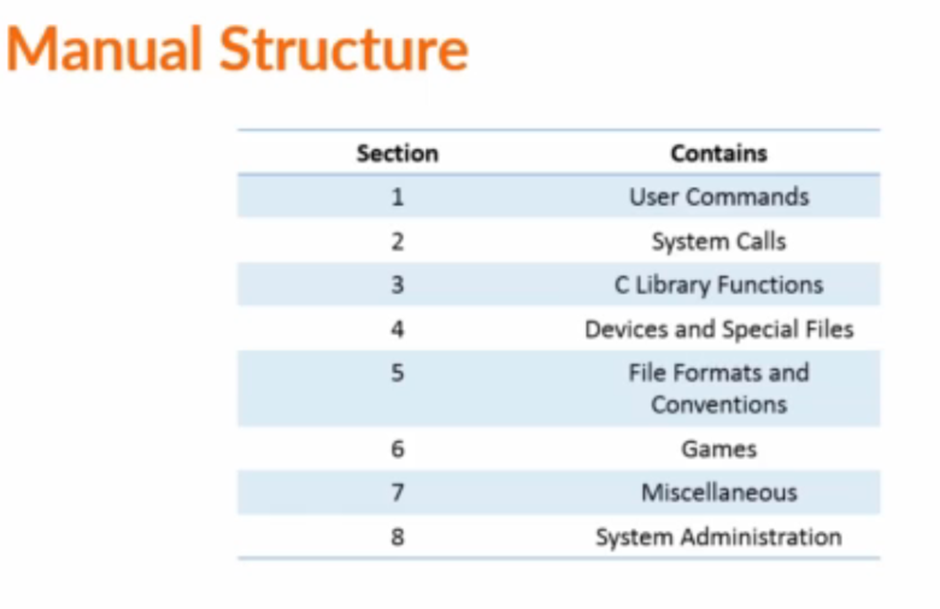 Manual Structure
Section Contains
1 User Commands
2 System Calls
3 C Library Functions
4 Devices and Special Files
5 File Formats and
Conventions
6 Games
7 Miscellaneous
8 System Administration